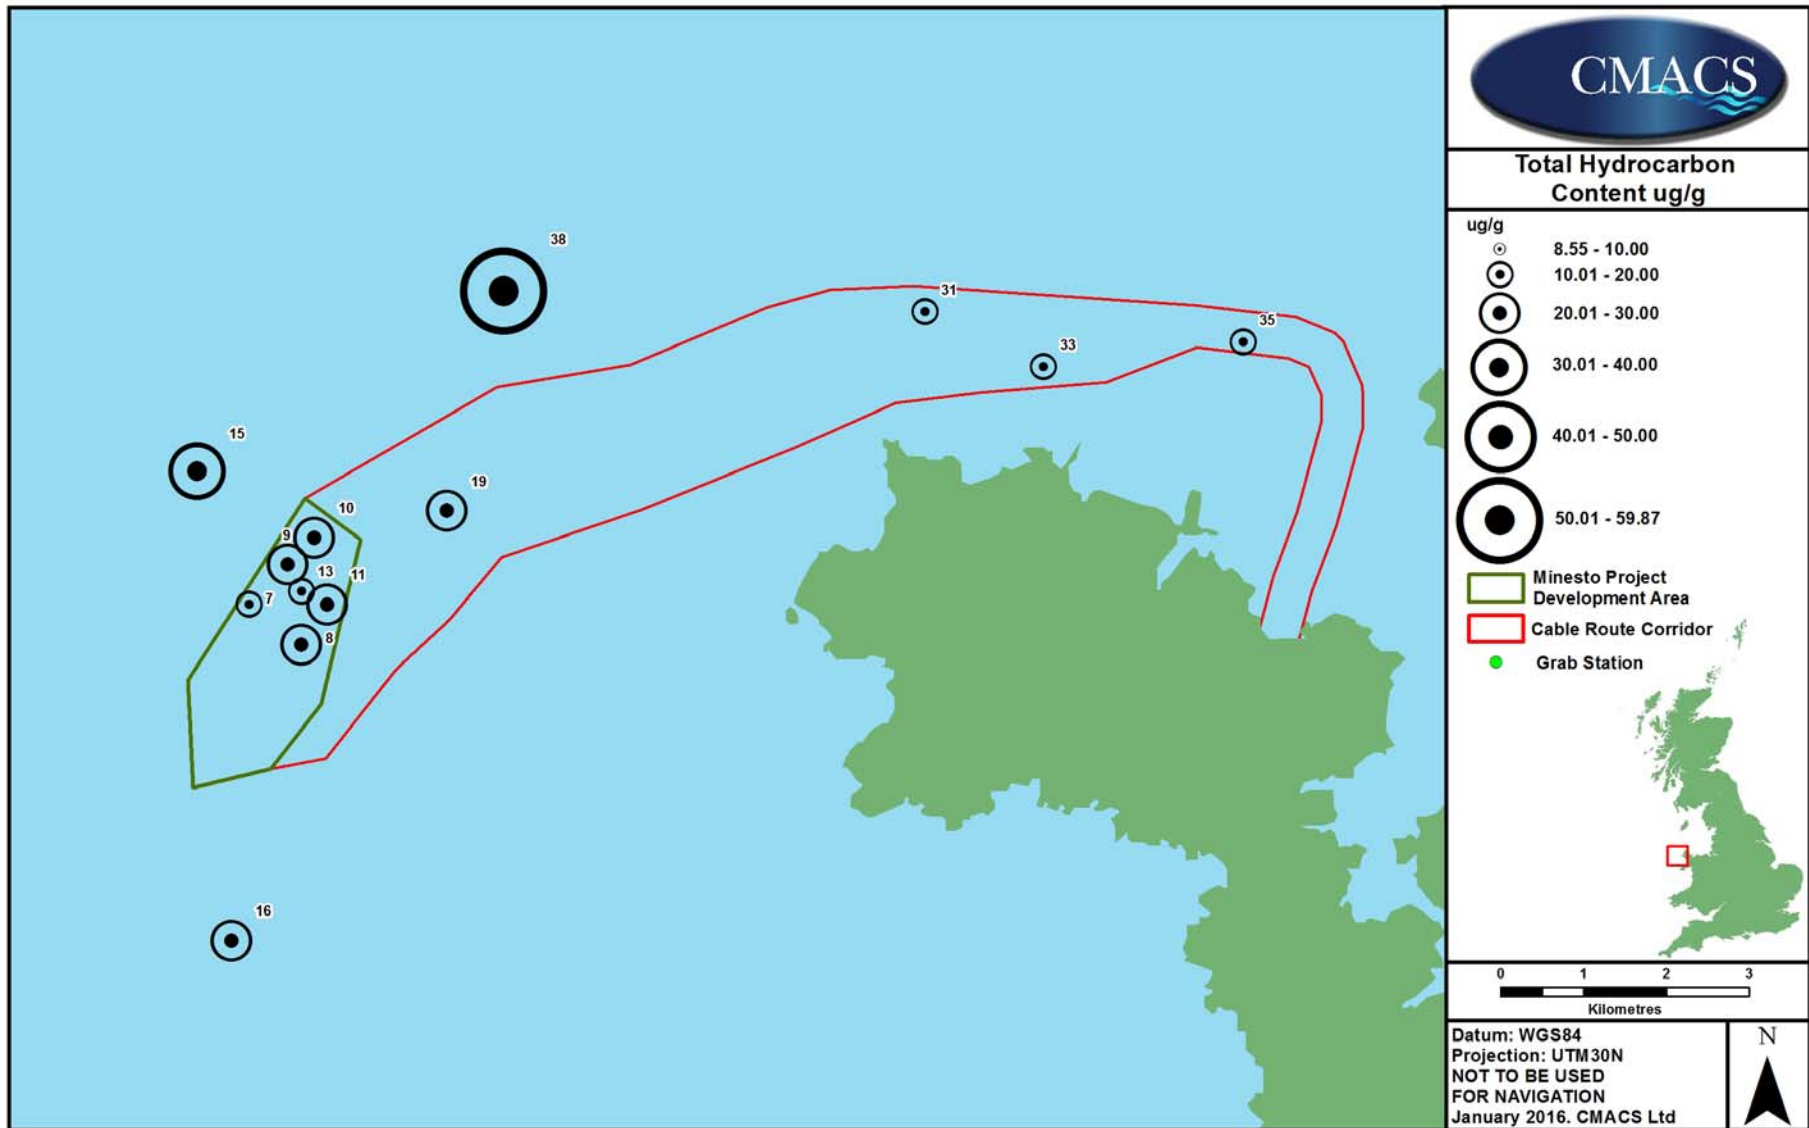 CMACS
Total Hydrocarbon
Content ug/g
ug/g
8.55 - 10.00
10.01 - 20.00
20.01 - 30.00
30.01 - 40.00
40.01 - 50.00
50.01 - 59.87
Minesto Project
Development Area
Cable Route Corridor
Grab Station
0 1 2 3
Kilometres
Datum: WGS84
Projection: UTM30N
NOT TO BE USED
FOR NAVIGATION
January 2016. CMACS Ltd
N
38
31
35
33
15
19
10
9
13
11
7
8
16